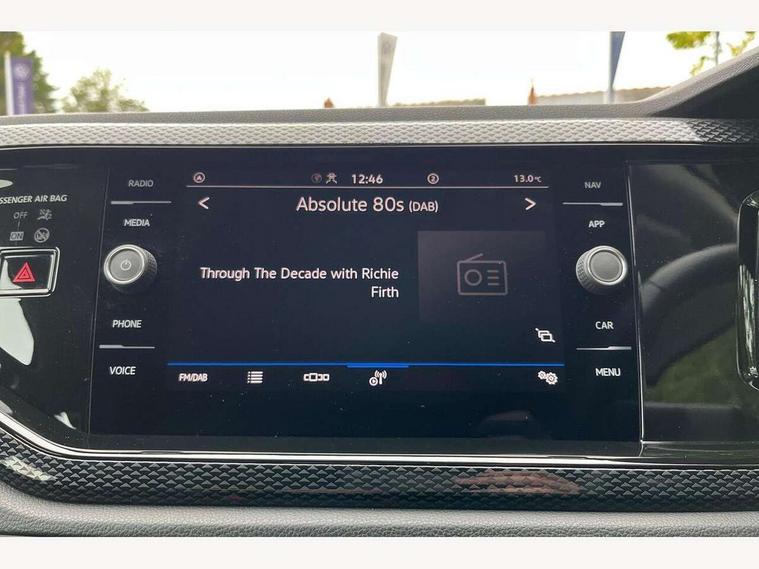 RADIO
MEDIA
PHONE
VOICE
SSENGER AIR BAG
OFF
ON
12:46
2
13.0°C
< Absolute 80s (DAB) >
Through The Decade with Richie
Firth
FM/DAB
NAV
APP
CAR
MENU